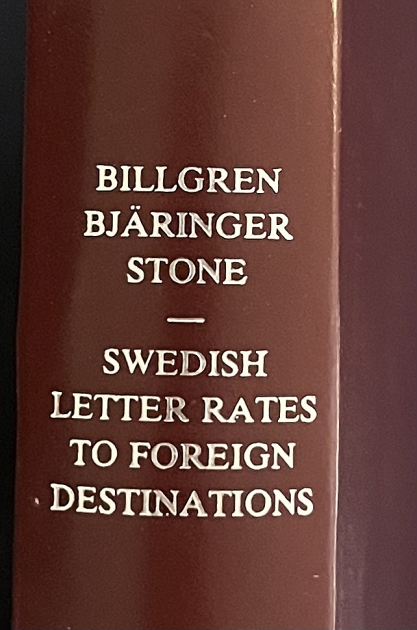 BILLGREN
BJÄRINGER
STONE
—
SWEDISH
LETTER RATES
TO FOREIGN
DESTINATIONS